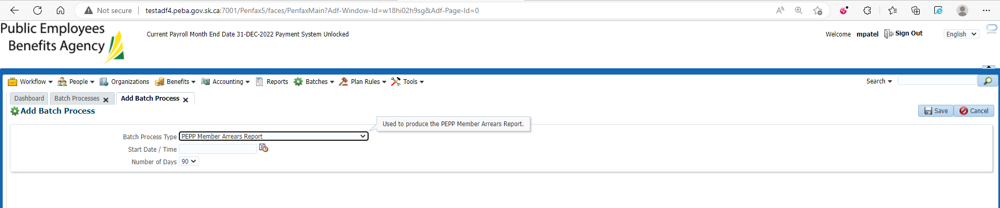 Not secure testadf4.peba.gov.sk.ca:7001/Penfax5/faces/PenfaxMain?Adf-Window-Id=w18hi02h9sg&Adf-Page-Id=0
Public Employees
Benefits Agency
Current Payroll Month End Date 31-DEC-2022 Payment System Unlocked
Welcome mpatel Sign Out English
Workflow People Organizations Benefits Accounting Reports Batches Plan Rules Tools Search
Dashboard Batch Processes Add Batch Process
Add Batch Process
Save Cancel
Used to produce the PEPP Member Arrears Report.
Batch Process Type PEPP Member Arrears Report
Start Date / Time
Number of Days 90